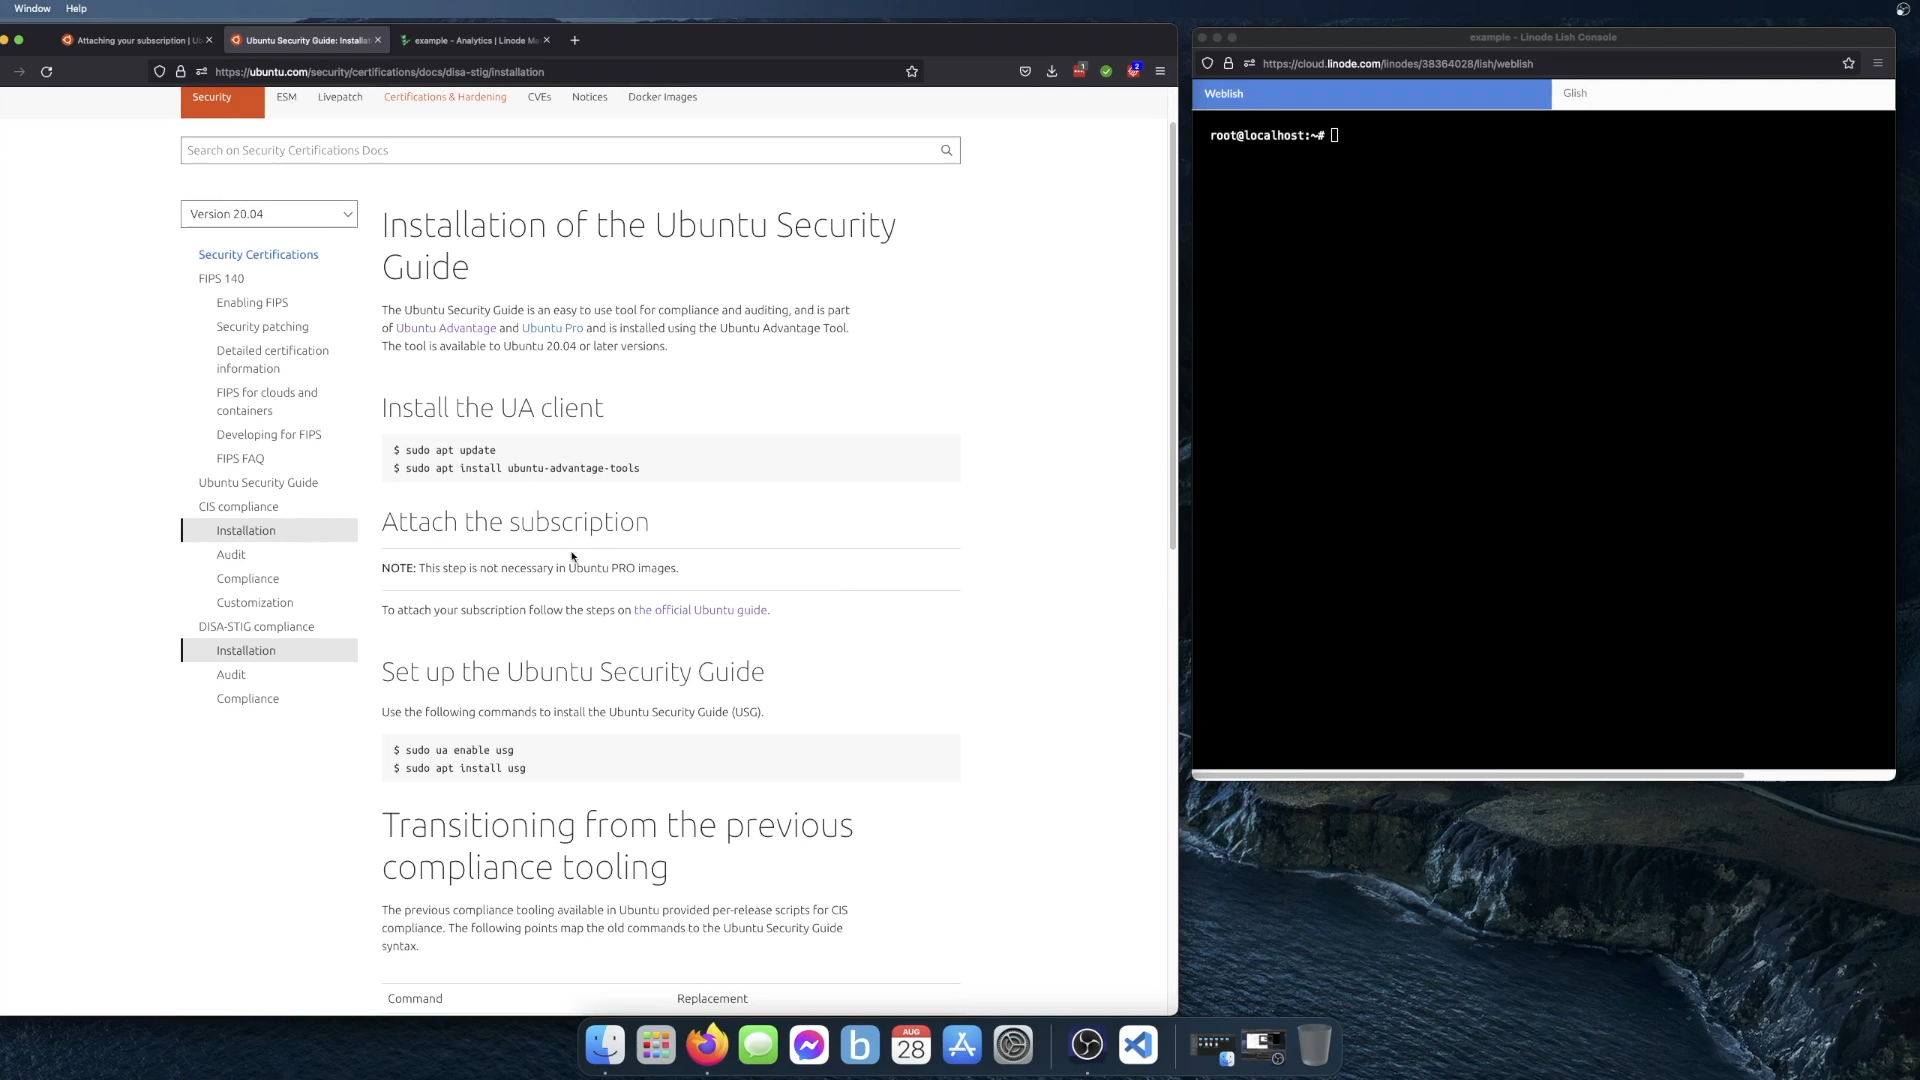 Window Help
Attaching your subscription | U
Ubuntu Security Guide: Installat
example - Analytics | Linode Ma
https://ubuntu.com/security/certifications/docs/disa-stig/installation
1
2
Security ESM Livepatch Certifications & Hardening CVEs Notices Docker Images
Search on Security Certifications Docs
Version 20.04
Security Certifications
FIPS 140
Enabling FIPS
Security patching
Detailed certification
information
FIPS for clouds and
containers
Developing for FIPS
FIPS FAQ
Ubuntu Security Guide
CIS compliance
Installation
Audit
Compliance
Customization
DISA-STIG compliance
Installation
Audit
Compliance
Installation of the Ubuntu Security
Guide
The Ubuntu Security Guide is an easy to use tool for compliance and auditing, and is part
of Ubuntu Advantage and Ubuntu Pro and is installed using the Ubuntu Advantage Tool.
The tool is available to Ubuntu 20.04 or later versions.
Install the UA client
$ sudo apt update
$ sudo apt install ubuntu-advantage-tools
Attach the subscription
NOTE: This step is not necessary in Ubuntu PRO images.
To attach your subscription follow the steps on the official Ubuntu guide.
Set up the Ubuntu Security Guide
Use the following commands to install the Ubuntu Security Guide (USG).
$ sudo ua enable usg
$ sudo apt install usg
Transitioning from the previous
compliance tooling
The previous compliance tooling available in Ubuntu provided per-release scripts for CIS
compliance. The following points map the old commands to the Ubuntu Security Guide
syntax.
Command Replacement
example - Linode Lish Console
https://cloud.linode.com/linodes/38364028/lish/weblish
Weblish Glish
root@localhost:~#
AUG
28